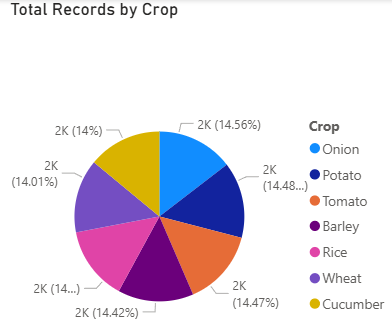 Total Records by Crop
2K (14%)
2K (14.56%)
2K
(14.01%)
2K
(14.48...)
2K (14...)
2K (14.42%)
2K
(14.47%)
Crop
Onion
Potato
Tomato
Barley
Rice
Wheat
Cucumber